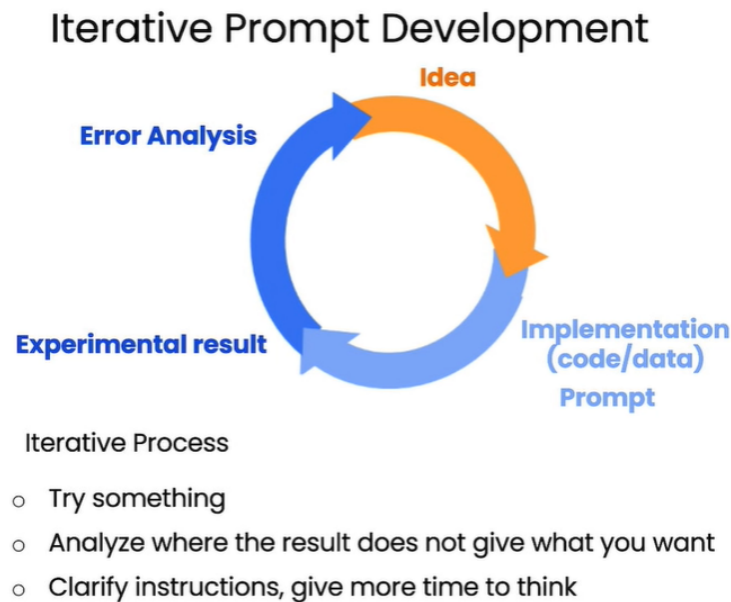 Iterative Prompt Development
Idea
Error Analysis
Experimental result
Implementation
(code/data)
Prompt
Iterative Process
Try something
Analyze where the result does not give what you want
Clarify instructions, give more time to think